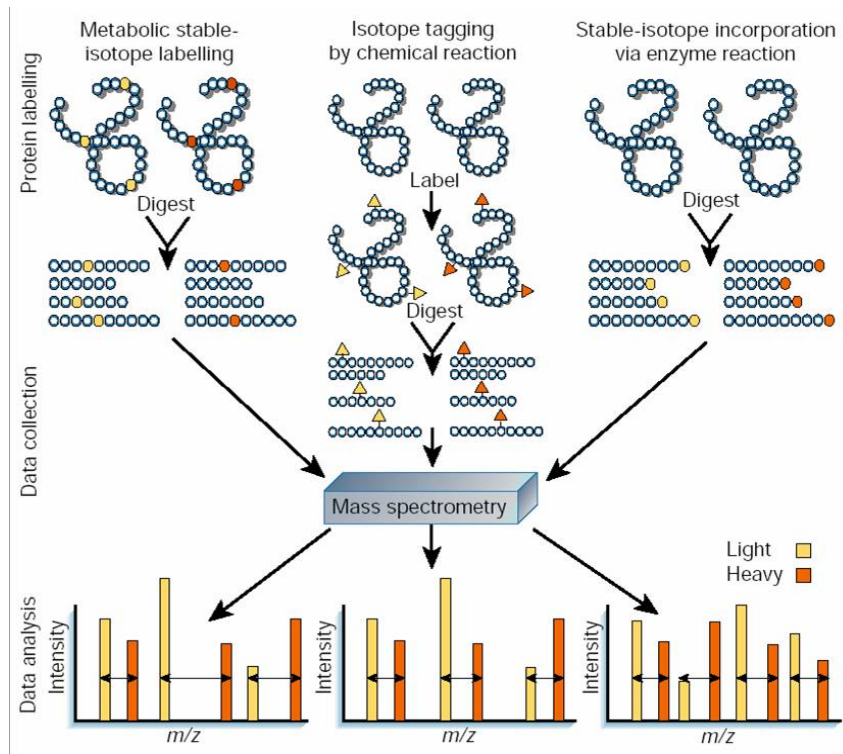 Metabolic stable-
isotope labelling
Isotope tagging
by chemical reaction
Stable-isotope incorporation
via enzyme reaction
Protein labelling
Digest
Label
Digest
Digest
Data collection
Mass spectrometry
Light
Heavy
Data analysis
Intensity
m/z
Intensity
m/z
Intensity
m/z